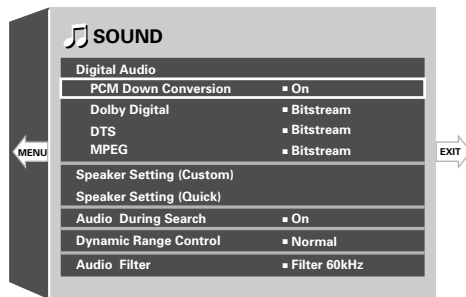 SOUND
Digital Audio
PCM Down Conversion ▪ On
Dolby Digital ▪ Bitstream
DTS ▪ Bitstream
MPEG ▪ Bitstream
MENU
EXIT
Speaker Setting (Custom)
Speaker Setting (Quick)
Audio During Search ▪ On
Dynamic Range Control ▪ Normal
Audio Filter ▪ Filter 60kHz